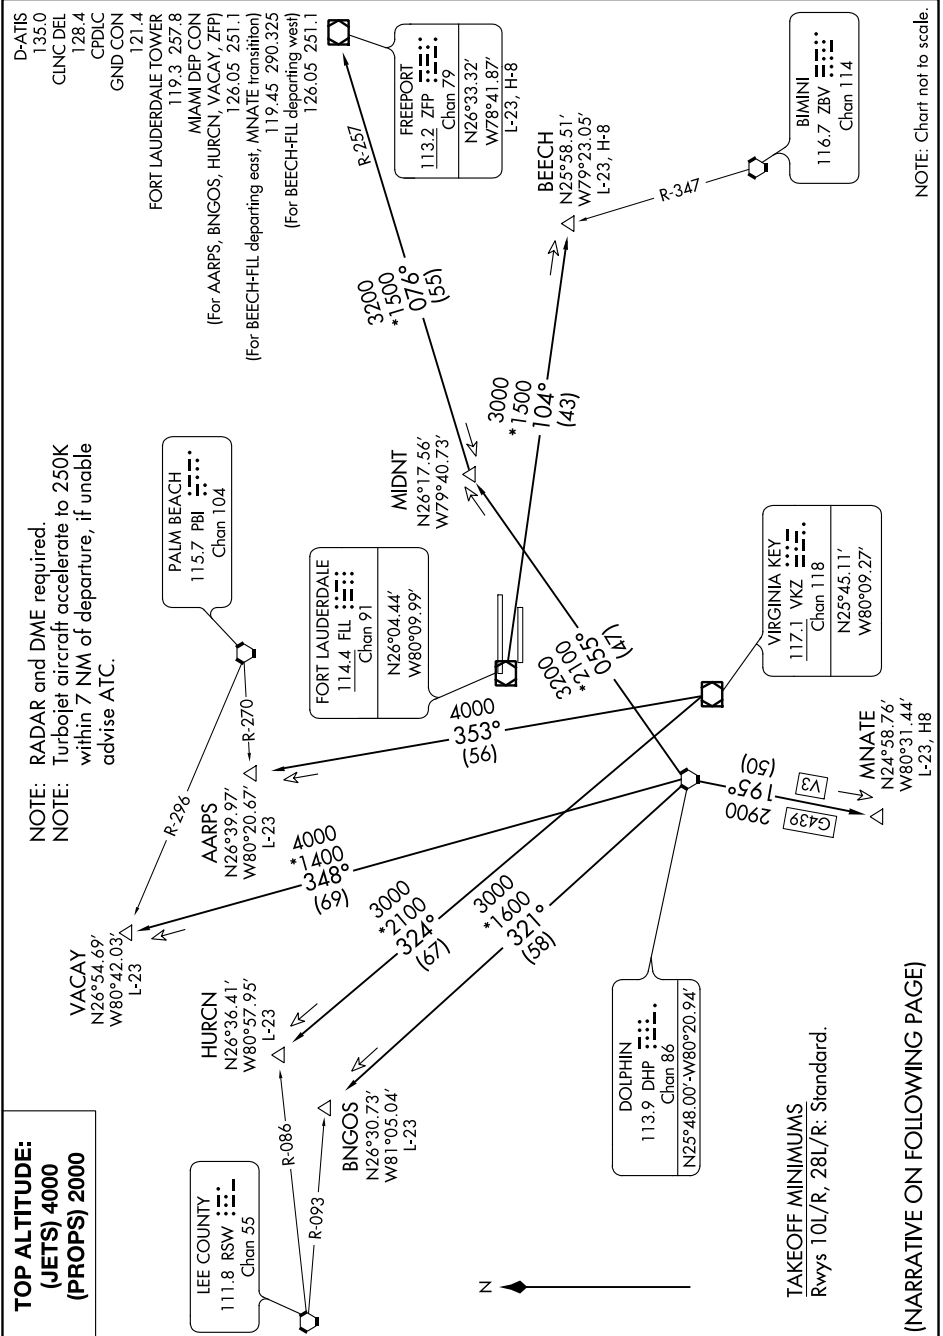 TOP ALTITUDE:
(JETS) 4000
(PROPS) 2000
NOTE: RADAR and DME required.
NOTE: Turbojet aircraft accelerate to 250K
within 7 NM of departure, if unable
advise ATC.
D-ATIS
135.0
CLNC DEL
128.4
CPDLC
GND CON
121.4
FORT LAUDERDALE TOWER
119.3 257.8
MIAMI DEP CON
(For AARPS, BNGOS, HURCN, VACAY, ZFP)
126.05 251.1
(For BEECH-FLL departing east, MNATE transition)
119.45 290.325
(For BEECH-FLL departing west)
126.05 251.1
VACAY
N26°54.69'
W80°42.03'
L-23
R-296
PALM BEACH
115.7 PBI
Chan 104
R-270
AARPS
N26°39.97'
W80°20.67'
L-23
FREEPORT
113.2 ZFP
Chan 79
N26°33.32'
W78°41.87'
L-23, H-8
R-257
3200
*1500
076°
(55)
MIDNT
N26°17.56'
W79°40.73'
HURCN
N26°36.41'
W80°57.95'
L-23
LEE COUNTY
111.8 RSW
Chan 55
R-086
R-093
BNGOS
N26°30.73'
W81°05.04'
L-23
4000
*1400
348°
(69)
4000
353°
(56)
3000
*2100
324°
(67)
3000
*1600
321°
(58)
FORT LAUDERDALE
114.4 FLL
Chan 91
N26°04.44'
W80°09.99'
3000
*1500
104°
(43)
BEECH
N25°58.51'
W79°23.05'
L-23, H-8
R-347
BIMINI
116.7 ZBV
Chan 114
3200
*2100
055°
(47)
DOLPHIN
113.9 DHP
Chan 86
N25°48.00'-W80°20.94'
VIRGINIA KEY
117.1 VKZ
Chan 118
N25°45.11'
W80°09.27'
2900
195°
(50)
G439
V3
MNATE
N24°58.76'
W80°31.44'
L-23, H8
N
TAKEOFF MINIMUMS
Rwys 10L/R, 28L/R: Standard.
(NARRATIVE ON FOLLOWING PAGE)
NOTE: Chart not to scale.